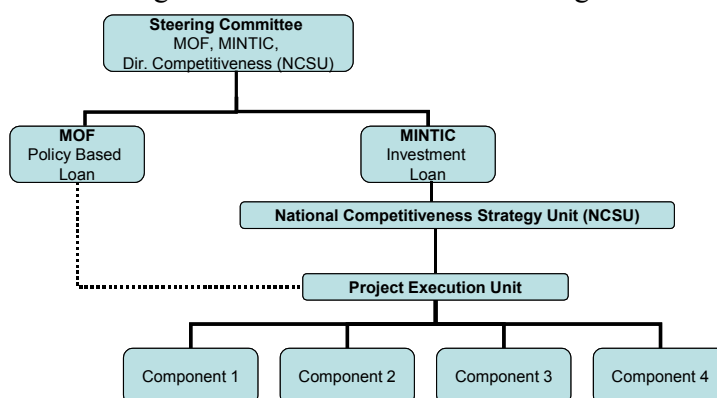 Steering Committee
MOF, MINTIC,
Dir. Competitiveness (NCSU)
MOF
Policy Based
Loan
MINTIC
Investment
Loan
National Competitiveness Strategy Unit (NCSU)
Project Execution Unit
Component 1
Component 2
Component 3
Component 4